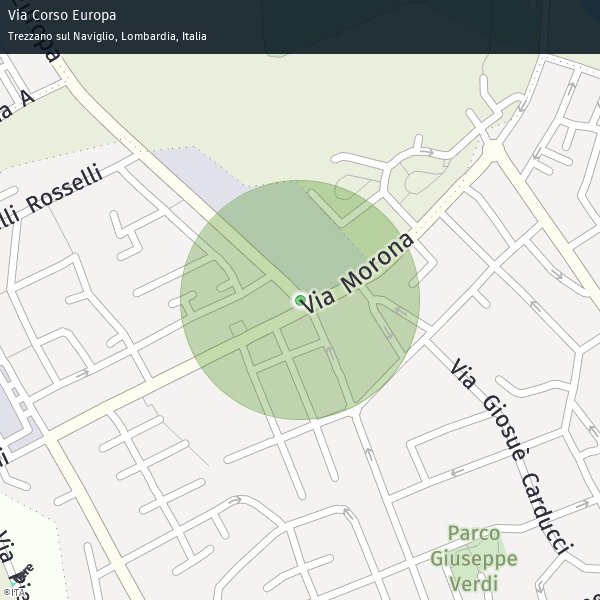 Via Corso Europa
Trezzano sul Naviglio, Lombardia, Italia
Europa
lli Rosselli
Via Morona
Via Giosuè Carducci
Parco
Giuseppe
Verdi
Via
©ITA